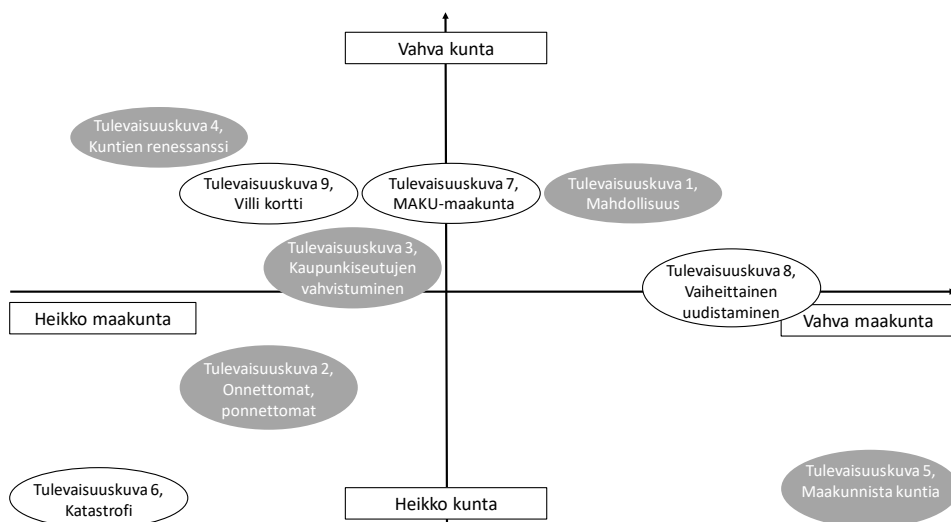 Vahva kunta
Tulevaisuuskuva 4,
Kuntien renessanssi
Tulevaisuuskuva 9,
Villi kortti
Tulevaisuuskuva 7,
MAKU-maakunta
Tulevaisuuskuva 1,
Mahdollisuus
Tulevaisuuskuva 3,
Kaupunkiseutujen
vahvistuminen
Tulevaisuuskuva 8,
Vaiheittainen
uudistaminen
Heikko maakunta
Vahva maakunta
Tulevaisuuskuva 2,
Onnettomat,
ponnettomat
Tulevaisuuskuva 5,
Maakunnista kuntia
Tulevaisuuskuva 6,
Katastrofi
Heikko kunta